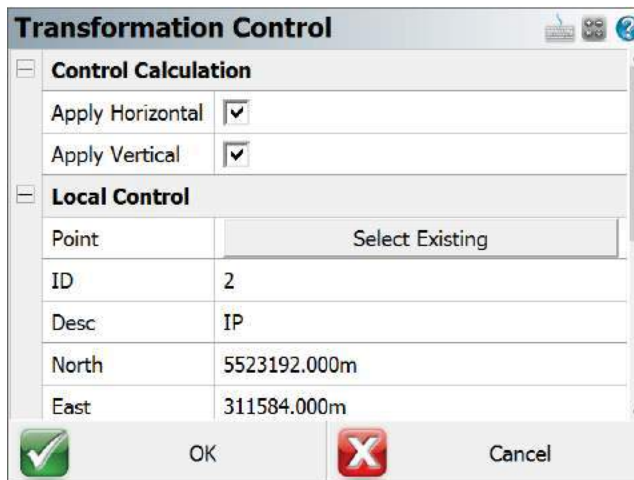 Transformation Control
Control Calculation
Apply Horizontal
Apply Vertical
Local Control
Point Select Existing
ID 2
Desc IP
North 5523192.000m
East 311584.000m
OK Cancel